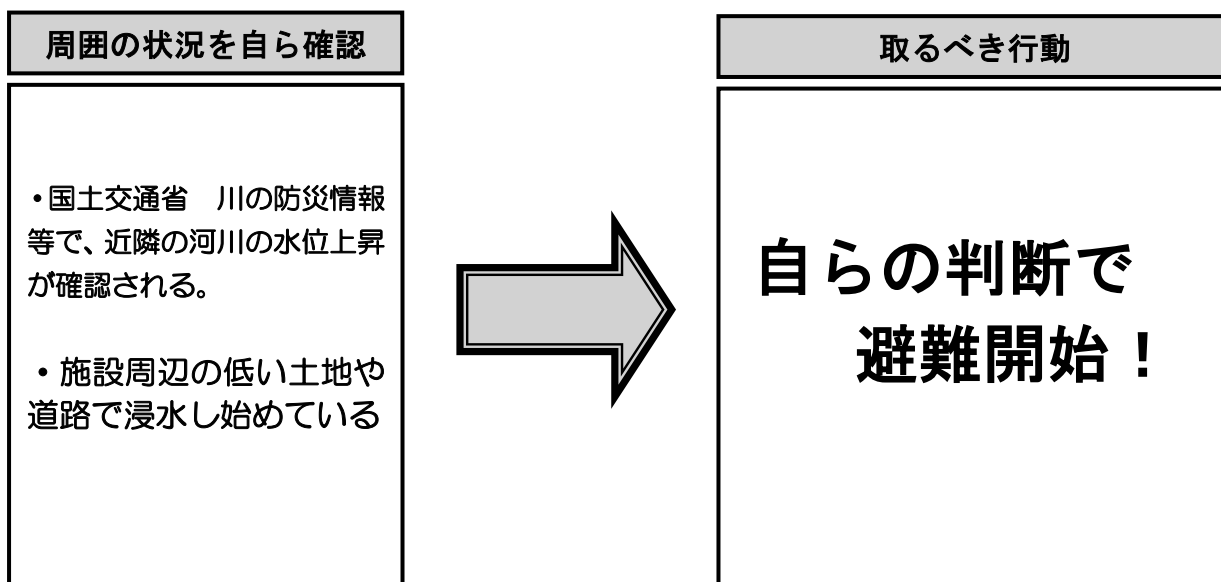 周囲の状況を自ら確認
・国土交通省　川の防災情報
等で、近隣の河川の水位上昇
が確認される。
・施設周辺の低い土地や
道路で浸水し始めている
取るべき行動
自らの判断で
避難開始！